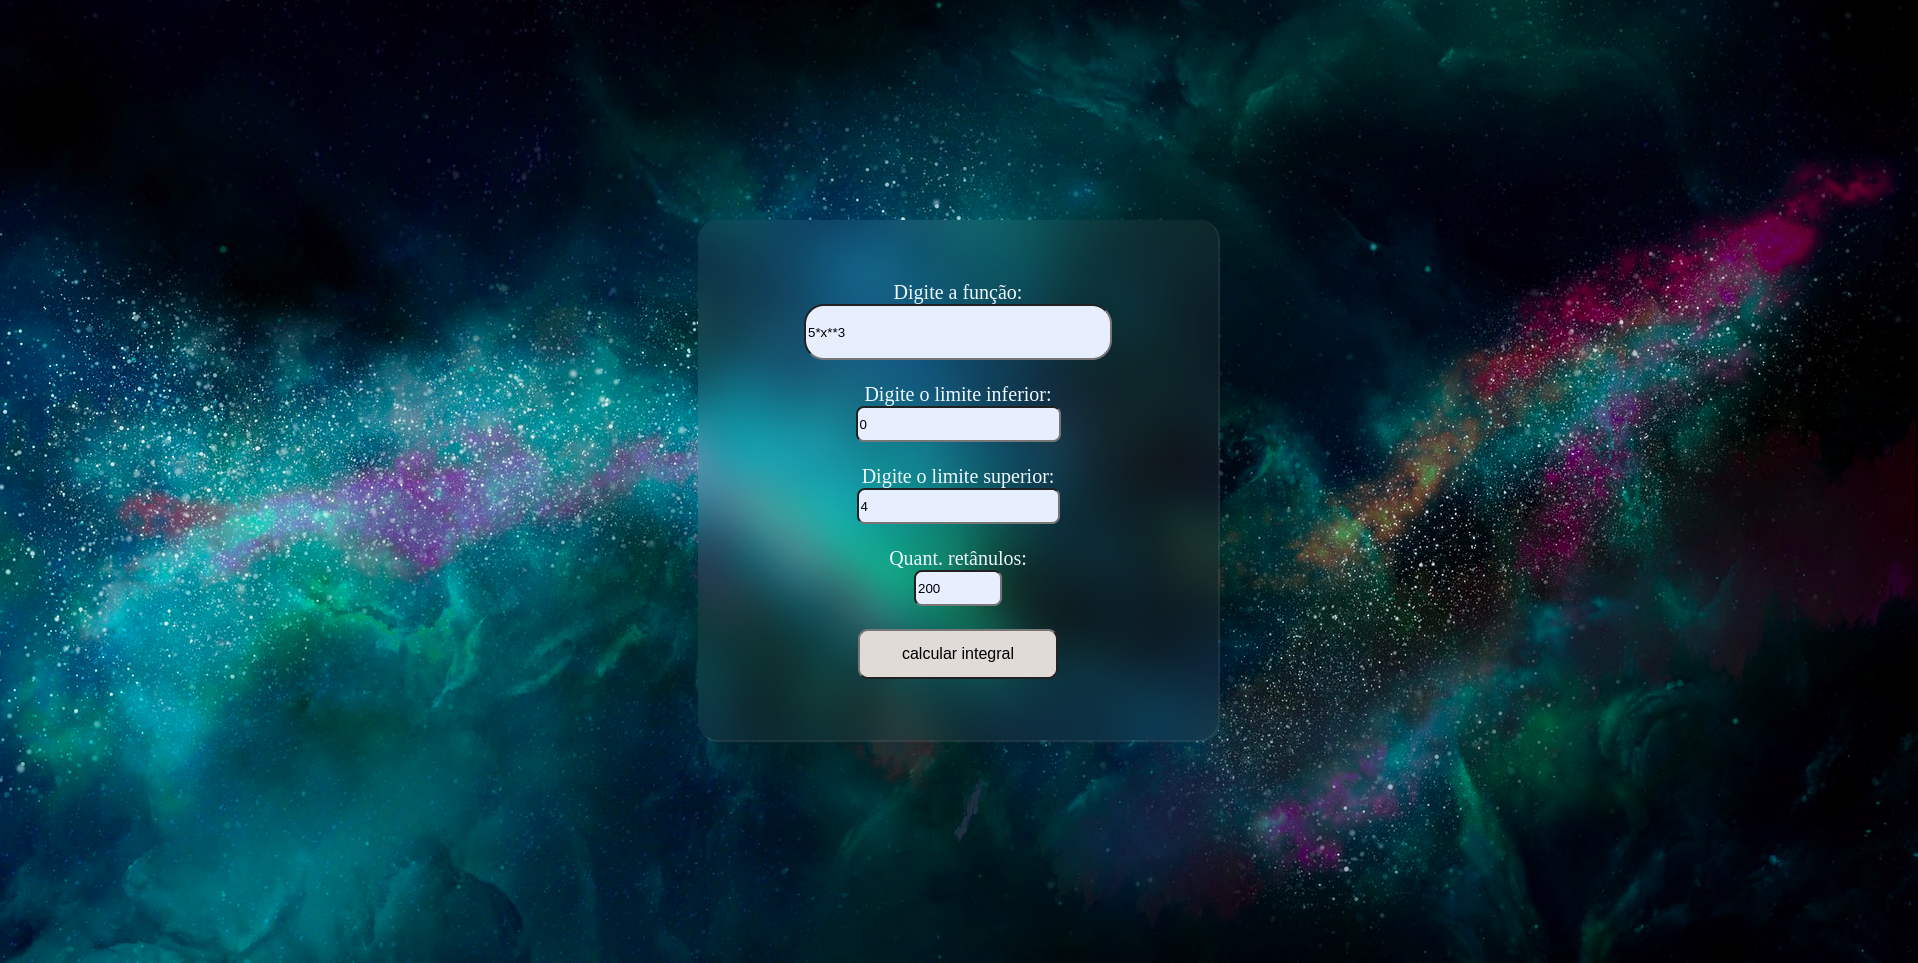 Digite a função:
5*x**3
Digite o limite inferior:
0
Digite o limite superior:
4
Quant. retânulos:
200
calcular integral